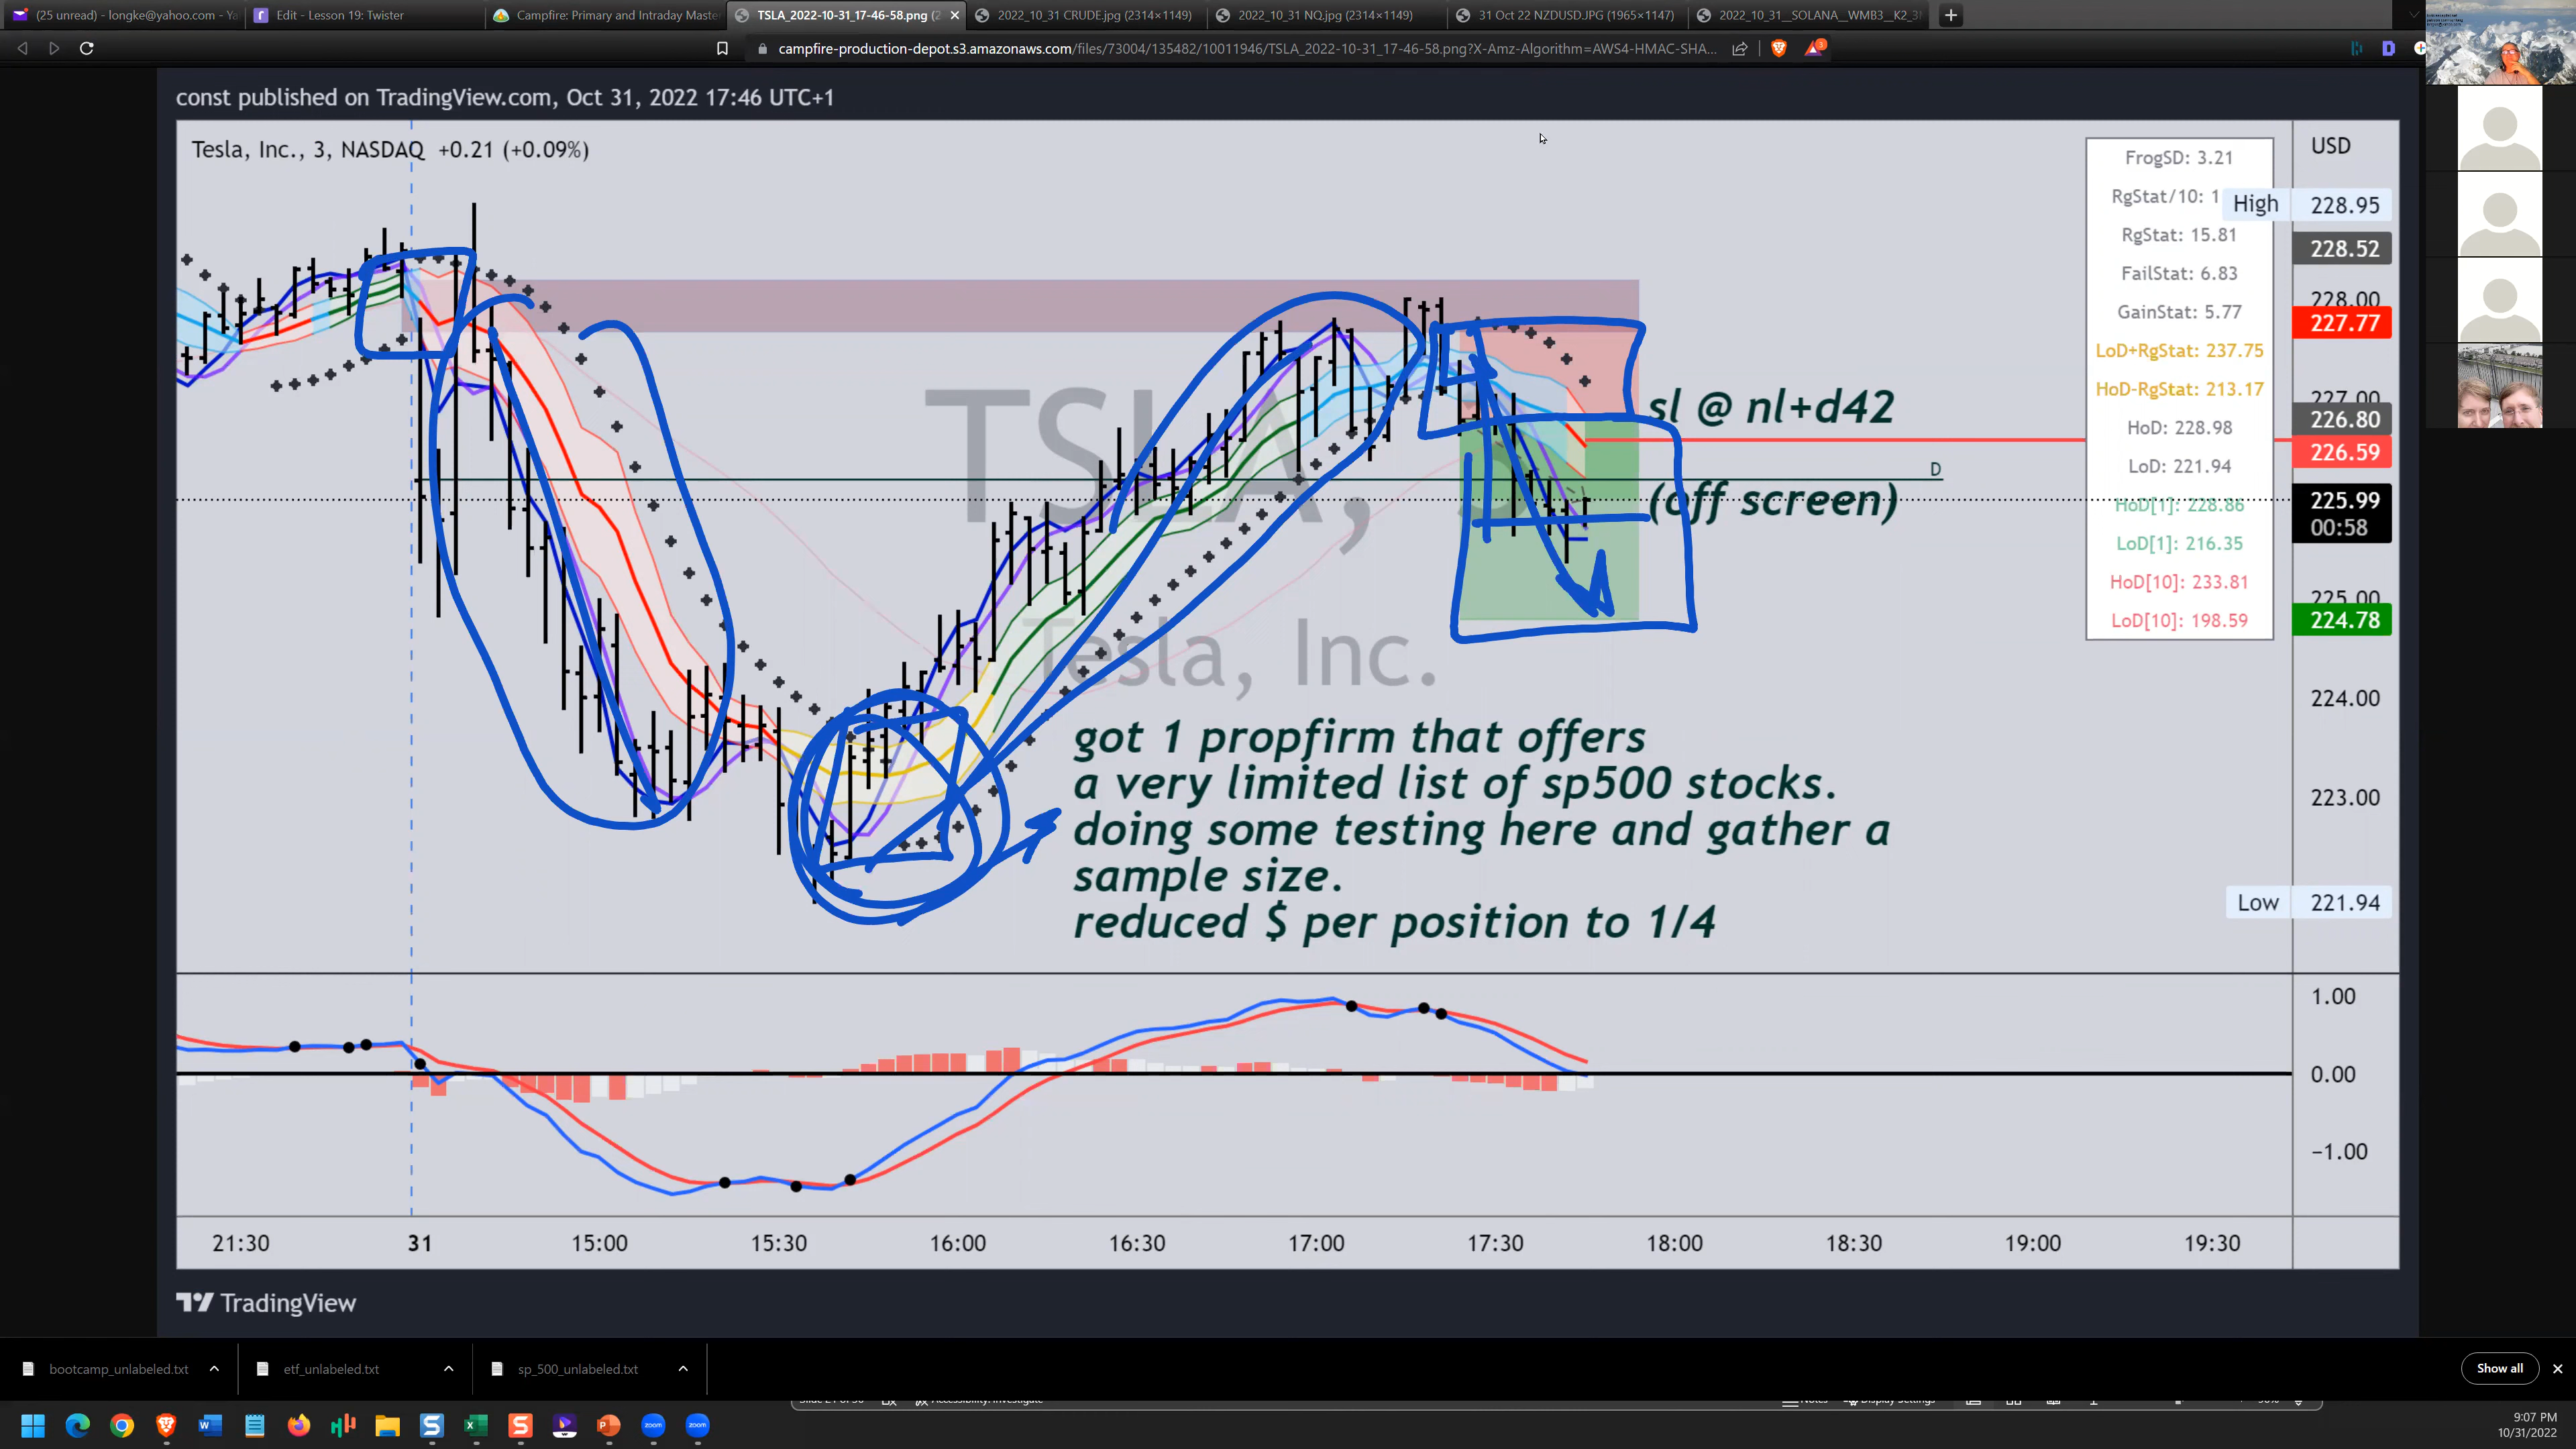 (25 unread) - longke@yahoo.com - Ya
Edit - Lesson 19: Twister
Campfire: Primary and Intraday Maste
TSLA_2022-10-31_17-46-58.png (2
2022_10_31 CRUDE.jpg (2314×1149)
2022_10_31 NQ.jpg (2314×1149)
31 Oct 22 NZDUSD.JPG (1965×1147)
2022_10_31__SOLANA__WMB3__K2_3
campfire-production-depot.s3.amazonaws.com/files/73004/135482/10011946/TSLA_2022-10-31_17-46-58.png?X-Amz-Algorithm=AWS4-HMAC-SHA...
const published on TradingView.com, Oct 31, 2022 17:46 UTC+1
Tesla, Inc., 3, NASDAQ +0.21 (+0.09%)
TSLA, 3
Tesla, Inc.
sl @ nl+d42
(off screen)
D
got 1 propfirm that offers
a very limited list of sp500 stocks.
doing some testing here and gather a
sample size.
reduced $ per position to 1/4
FrogSD: 3.21
RgStat/10: 1
RgStat: 15.81
FailStat: 6.83
GainStat: 5.77
LoD+RgStat: 237.75
HoD-RgStat: 213.17
HoD: 228.98
LoD: 221.94
HoD[1]: 228.86
LoD[1]: 216.35
HoD[10]: 233.81
LoD[10]: 198.59
USD
High 228.95
228.52
228.00
227.77
227.00
226.80
226.59
225.99
00:58
225.00
224.78
224.00
223.00
Low 221.94
1.00
0.00
−1.00
21:30 31 15:00 15:30 16:00 16:30 17:00 17:30 18:00 18:30 19:00 19:30
TradingView
bootcamp_unlabeled.txt
etf_unlabeled.txt
sp_500_unlabeled.txt
Show all
Accessibility: Investigate
Notes
Display Settings
9:07 PM
10/31/2022